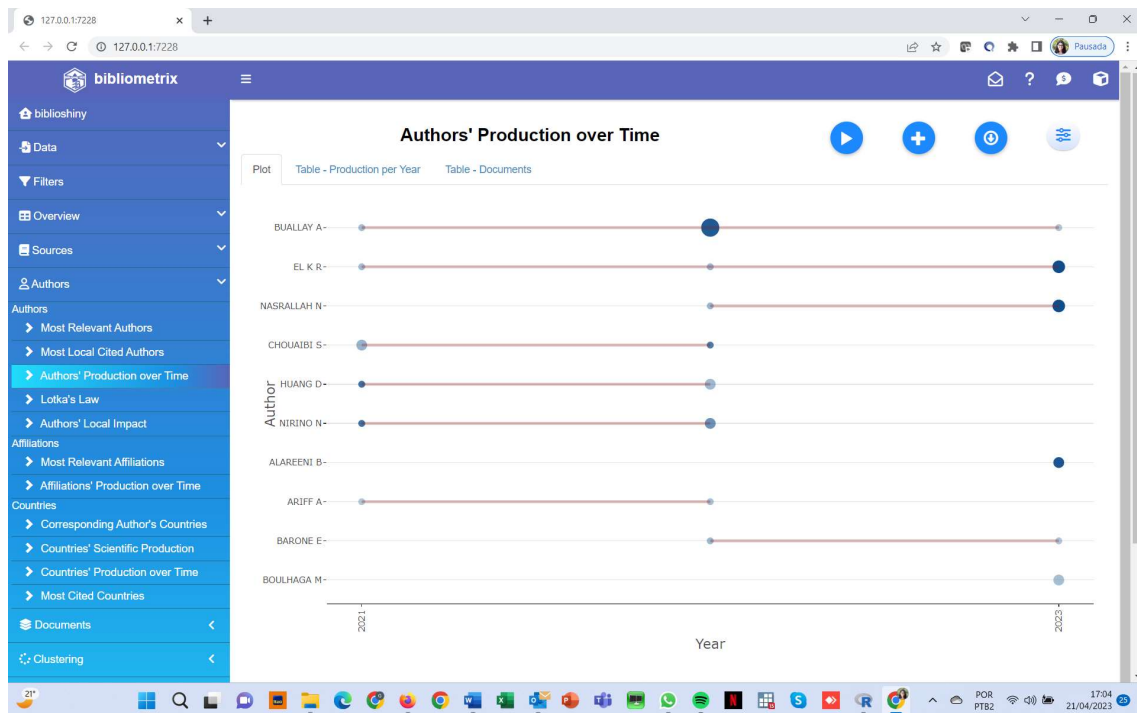 127.0.0.1:7228
127.0.0.1:7228
Pausada
bibliometrix
biblioshiny
Data
Filters
Overview
Sources
Authors
Authors
Most Relevant Authors
Most Local Cited Authors
Authors' Production over Time
Lotka's Law
Authors' Local Impact
Affiliations
Most Relevant Affiliations
Affiliations' Production over Time
Countries
Corresponding Author's Countries
Countries' Scientific Production
Countries' Production over Time
Most Cited Countries
Documents
Clustering
Authors' Production over Time
Plot Table - Production per Year Table - Documents
BUALLAY A
EL K R
NASRALLAH N
CHOUAIBI S
HUANG D
NIRINO N
ALAREENI B
ARIFF A
BARONE E
BOULHAGA M
Author
2021 2023
Year
21°
POR
PTB2
17:04
21/04/2023
25